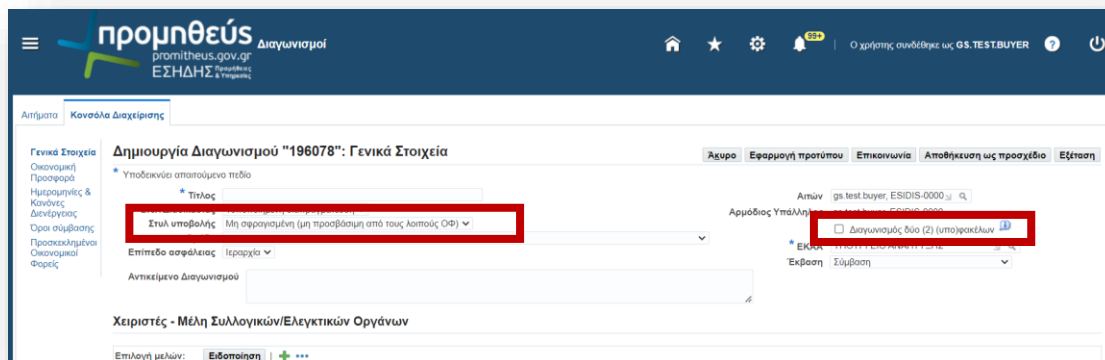 προμηθεύς
Διαγωνισμοί
promitheus.gov.gr
ΕΣΗΔΗΣ Προμήθειες & Υπηρεσίες
99+
Ο χρήστης συνδέθηκε ως GS.TEST.BUYER
Αιτήματα Κονσόλα Διαχείρισης
Γενικά Στοιχεία
Οικονομική Προσφορά
Ημερομηνίες & Κανόνες Διενέργειας
Όροι σύμβασης
Προσκεκλημένοι Οικονομικοί Φορείς
Δημιουργία Διαγωνισμού "196078": Γενικά Στοιχεία
Άκυρο Εφαρμογή προτύπου Επικοινωνία Αποθήκευση ως προσχέδιο Εξέταση
* Υποδεικνύει απαιτούμενο πεδίο
* Τίτλος
Στυλ υποβολής Μη σφραγισμένη (μη προσβάσιμη από τους λοιπούς ΟΦ)
Επίπεδο ασφάλειας Ιεραρχία
Αντικείμενο Διαγωνισμού
Αιτών gs.test.buyer, ESIDIS-0000
Αρμόδιος Υπάλληλος
Διαγωνισμός δύο (2) (υπο)φακέλων
* ΕΚΑΑ
Έκβαση Σύμβαση
Χειριστές - Μέλη Συλλογικών/Ελεγκτικών Οργάνων
Επιλογή μελών: Ειδοποίηση